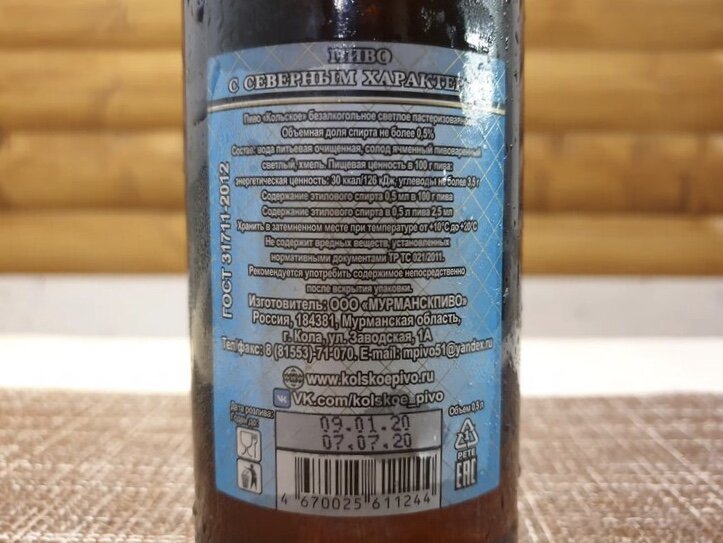 ПИВО
С СЕВЕРНЫМ ХАРАКТЕРОМ
Пиво «Кольское» безалкогольное светлое пастеризованное
Объемная доля спирта не более 0,5%
Состав: вода питьевая очищенная, солод ячменный пивоваренный
светлый, хмель. Пищевая ценность в 100 г пива:
энергетическая ценность: 30 ккал/126 кДж, углеводы не более 3,5 г
Содержание этилового спирта 0,5 мл в 100 г пива
Содержание этилового спирта в 0,5 л пива 2,5 мл
Хранить в затемненном месте при температуре от +10°С до +20°С
Не содержит вредных веществ, установленных
нормативными документами ТР ТС 021/2011.
Рекомендуется употребить содержимое непосредственно
после вскрытия упаковки.
Изготовитель: ООО «МУРМАНСКПИВО»
Россия, 184381, Мурманская область,
г. Кола, ул. Заводская, 1А
Тел/факс: 8 (81553)-71-070. E-mail: mpivo51@yandex.ru
www.kolskoepivo.ru
VK.com/kolskoe_pivo
ГОСТ 31711-2012
Дата розлива:
Годен до:
09.01.20
07.07.20
Объем 0,5 л
PETE
EAC
4 670025 611244